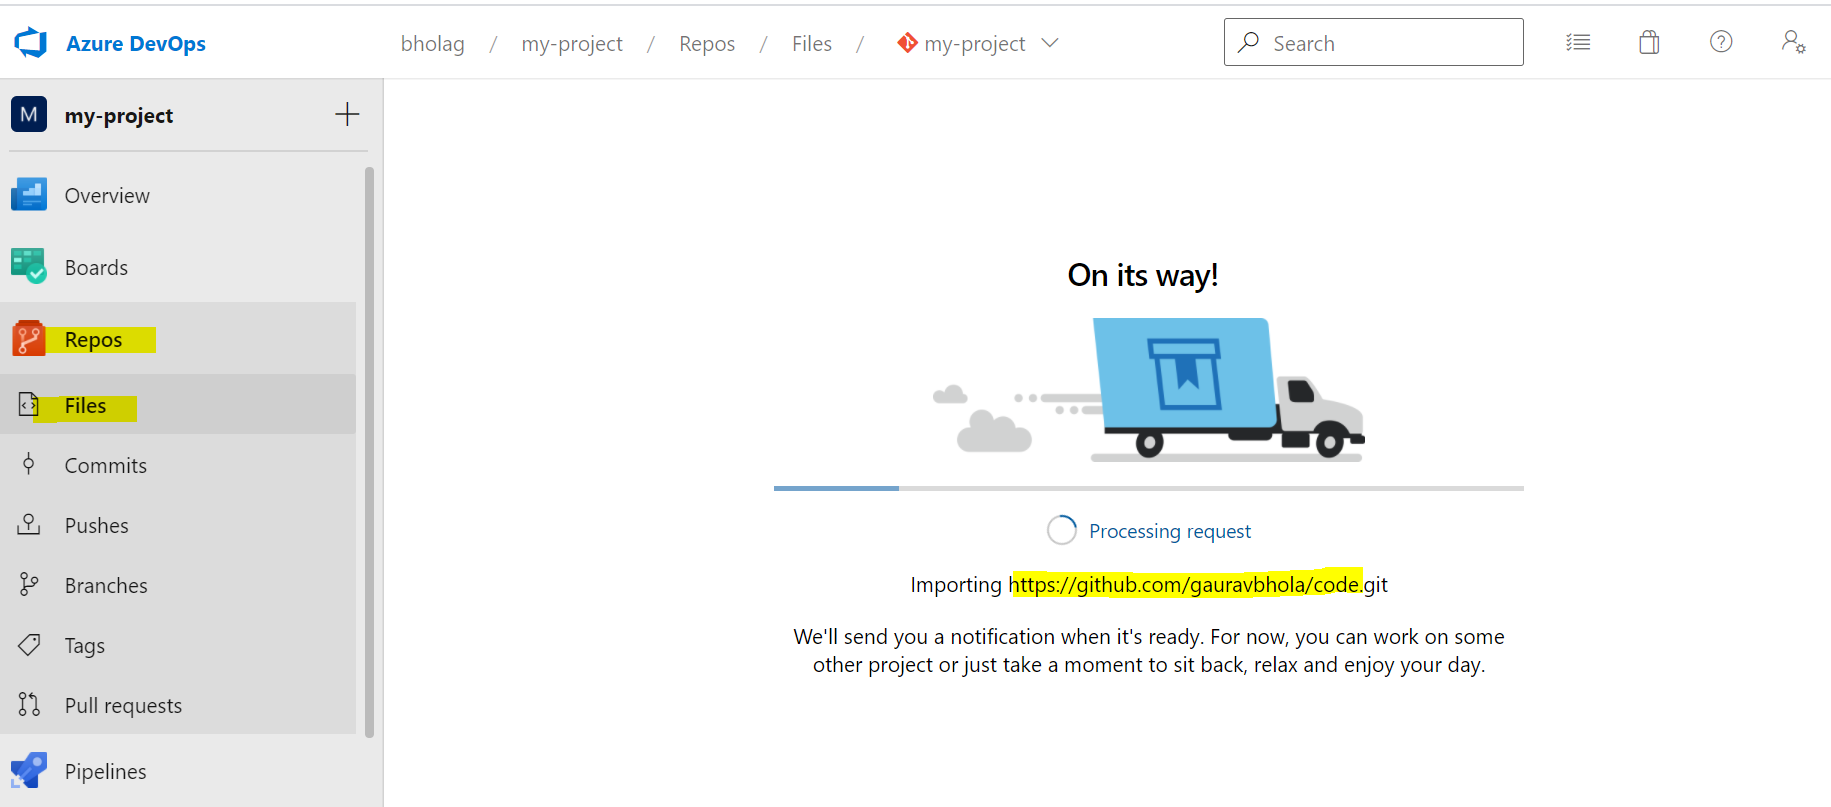 Azure DevOps
bholag / my-project / Repos / Files / my-project
Search
M my-project
Overview
Boards
Repos
Files
Commits
Pushes
Branches
Tags
Pull requests
Pipelines
On its way!
Processing request
Importing https://github.com/gauravbhola/code.git
We'll send you a notification when it's ready. For now, you can work on some
other project or just take a moment to sit back, relax and enjoy your day.